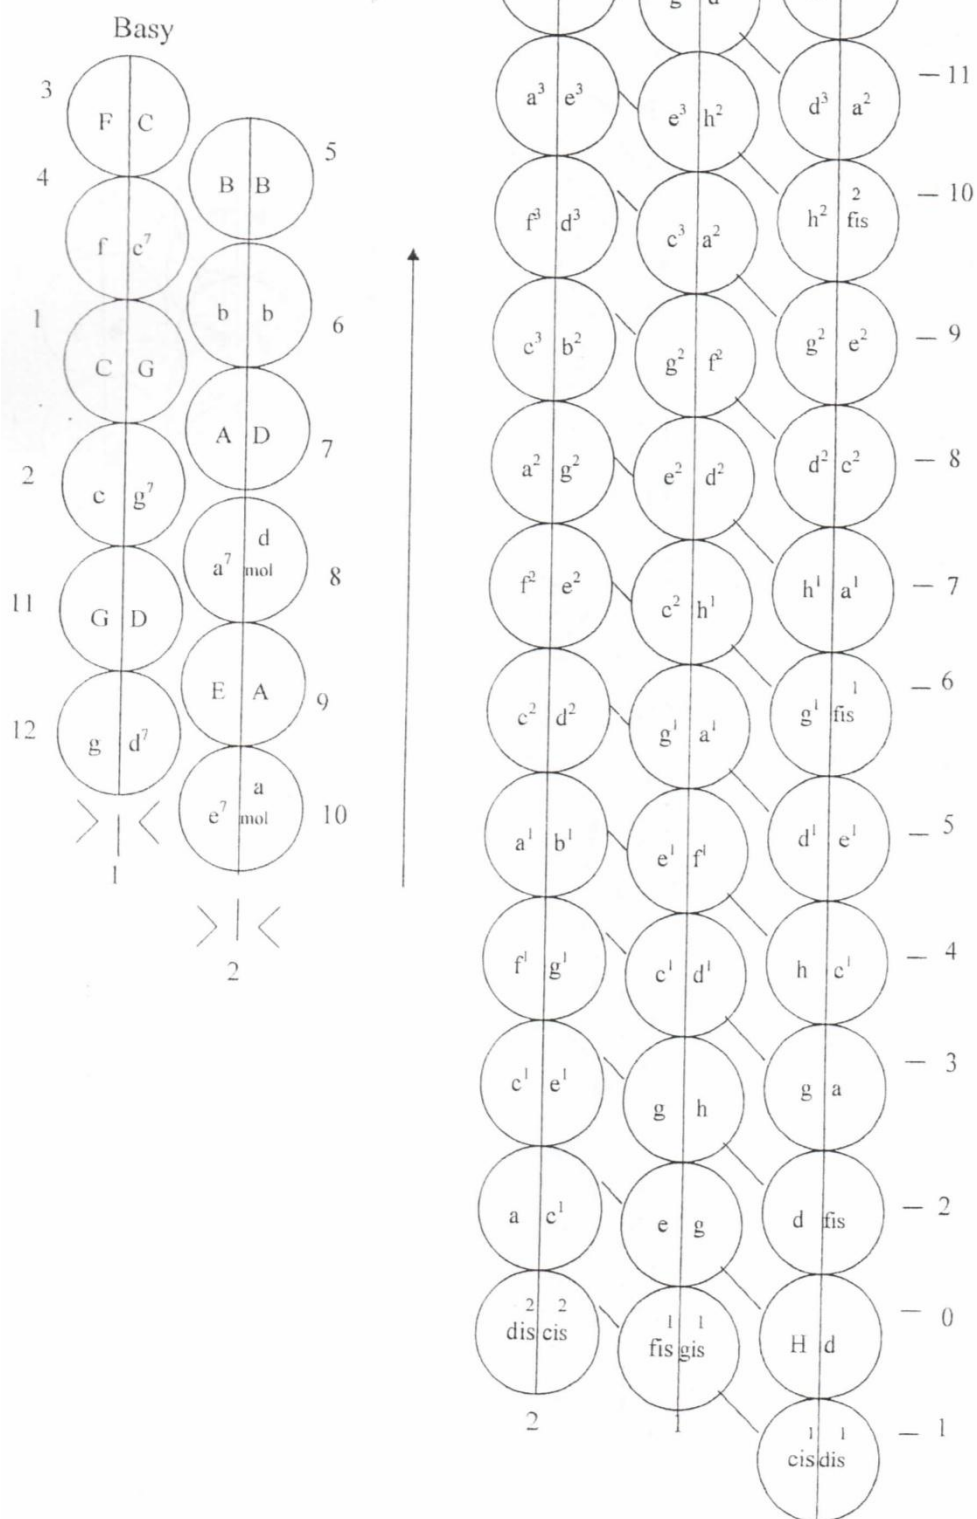 Basy
3
F C
4
f c⁷
1
C G
2
c g⁷
11
G D
12
g d⁷
> | <
1
5
B B
b b
6
A D
7
a⁷ d mol
8
E A
9
e⁷ a mol
10
> | <
2
a³ e³
f³ d³
c³ b²
a² g²
f² e²
c² d²
a¹ b¹
f¹ g¹
c¹ e¹
a c¹
dis² cis²
2
e³ h²
c³ a²
g² f²
e² d²
c² h¹
g¹ a¹
e¹ f¹
c¹ d¹
g h
e g
fis¹ gis¹
1
d³ a²
h² fis²
g² e²
d² c²
h¹ a¹
g¹ fis¹
d¹ e¹
h c¹
g a
d fis
H d
cis¹ dis¹
— 11
— 10
— 9
— 8
— 7
— 6
— 5
— 4
— 3
— 2
— 0
— 1